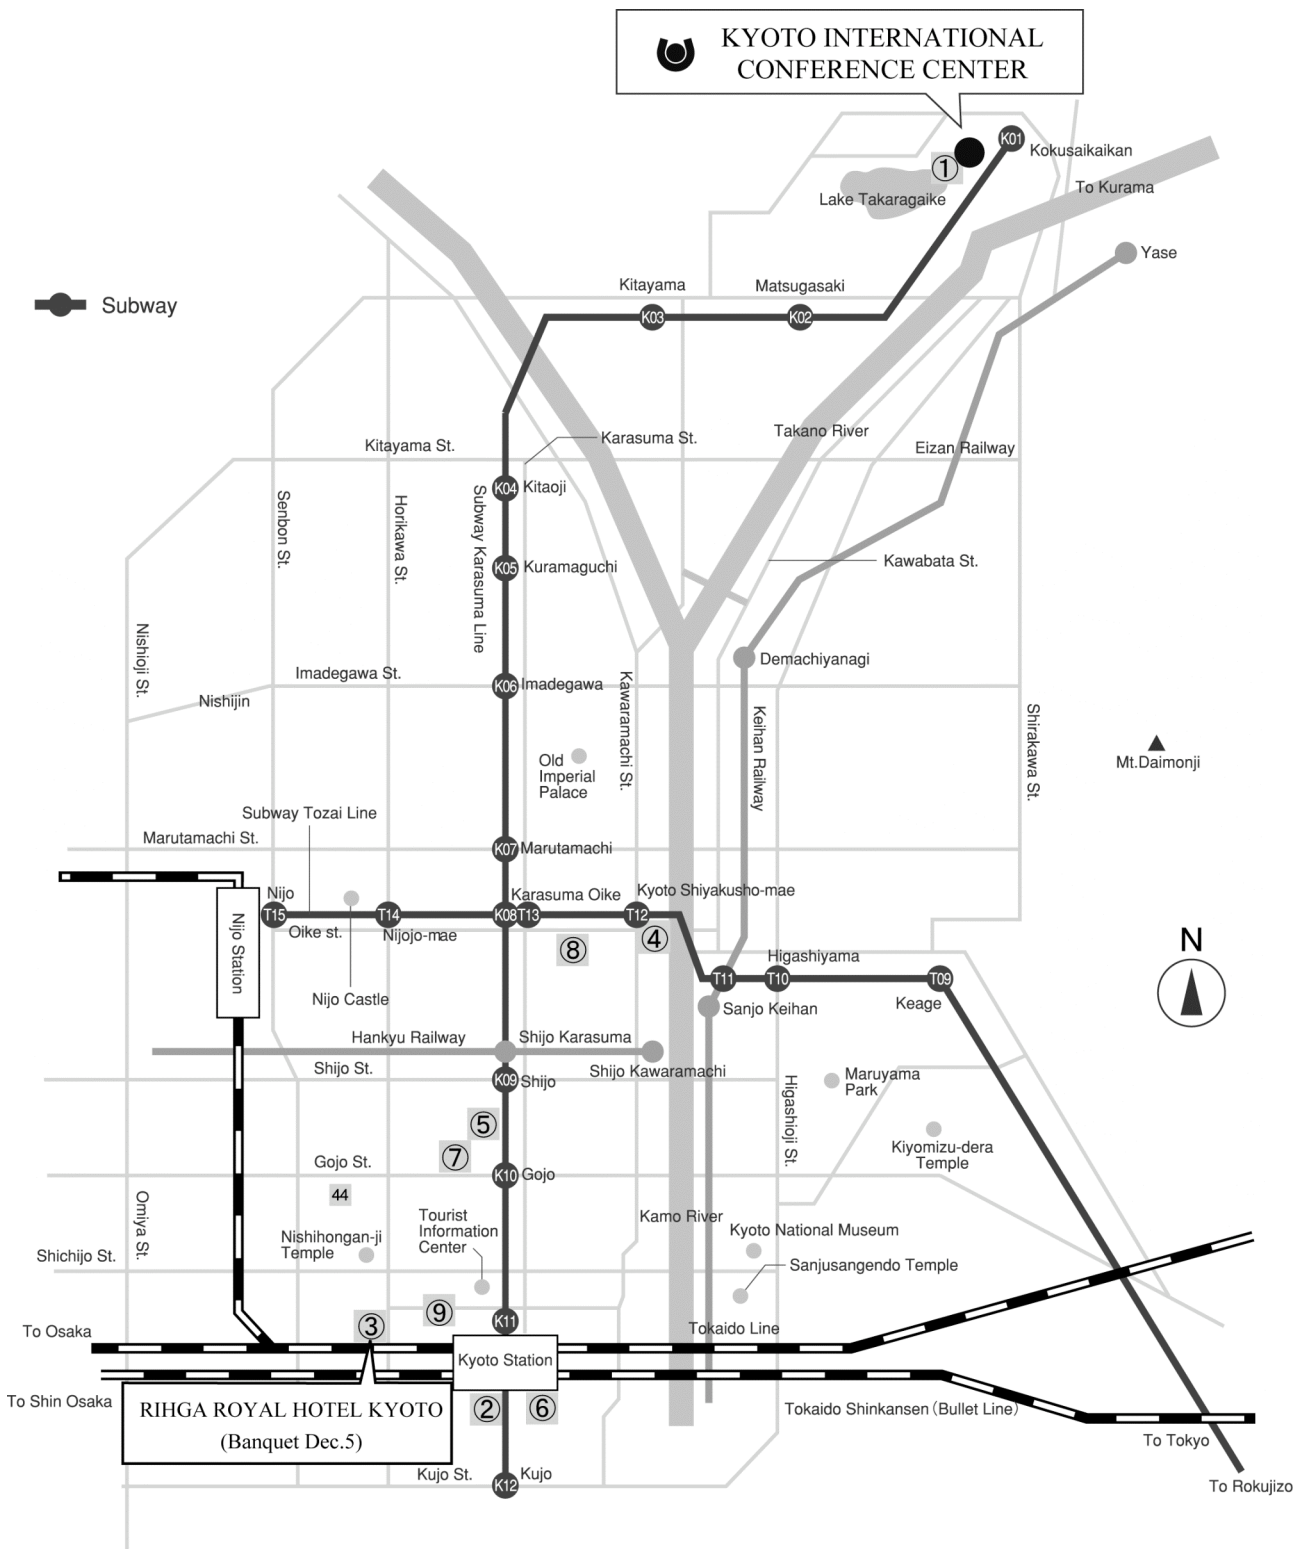 KYOTO INTERNATIONAL
CONFERENCE CENTER
K01
Kokusaikaikan
①
Lake Takaragaike
To Kurama
Yase
Subway
Kitayama
Matsugasaki
K03
K02
Takano River
Karasuma St.
Kitayama St.
Eizan Railway
K04 Kitaoji
Senbon St.
Horikawa St.
Subway Karasuma Line
Kawabata St.
K05 Kuramaguchi
Nishioji St.
Demachiyanagi
Imadegawa St.
K06 Imadegawa
Nishijin
Kawaramachi St.
Keihan Railway
Shirakawa St.
Mt.Daimonji
Old
Imperial
Palace
Subway Tozai Line
Marutamachi St.
K07 Marutamachi
Nijo
Karasuma Oike
Kyoto Shiyakusho-mae
T15
T14
K08 T13
T12
Oike st.
Nijojo-mae
④
⑧
Nijo Station
N
Higashiyama
T11
T10
T09
Keage
Nijo Castle
Sanjo Keihan
Hankyu Railway
Shijo Karasuma
Shijo St.
Shijo Kawaramachi
K09 Shijo
Maruyama
Park
Higashioji St.
⑤
⑦
Kiyomizu-dera
Temple
Gojo St.
K10 Gojo
44
Omiya St.
Tourist
Information
Center
Kamo River
Kyoto National Museum
Nishihongan-ji
Temple
Shichijo St.
Sanjusangendo Temple
⑨
③
K11
To Osaka
Tokaido Line
Kyoto Station
To Shin Osaka
②
⑥
Tokaido Shinkansen (Bullet Line)
RIHGA ROYAL HOTEL KYOTO
(Banquet Dec.5)
To Tokyo
Kujo St.
Kujo
K12
To Rokujizo